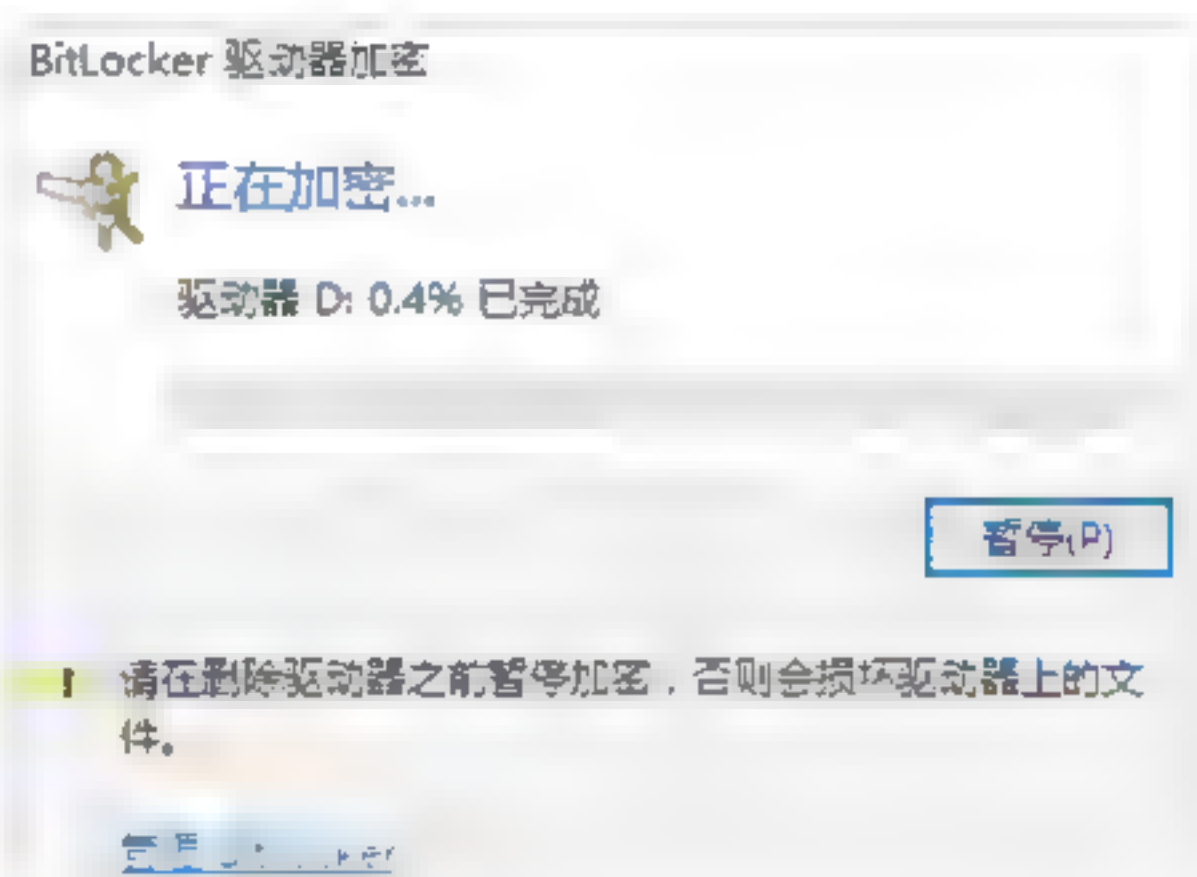 BitLocker 驱动器加密
正在加密...
驱动器 D: 0.4% 已完成
暂停(P)
请在删除驱动器之前暂停加密，否则会损坏驱动器上的文
件。